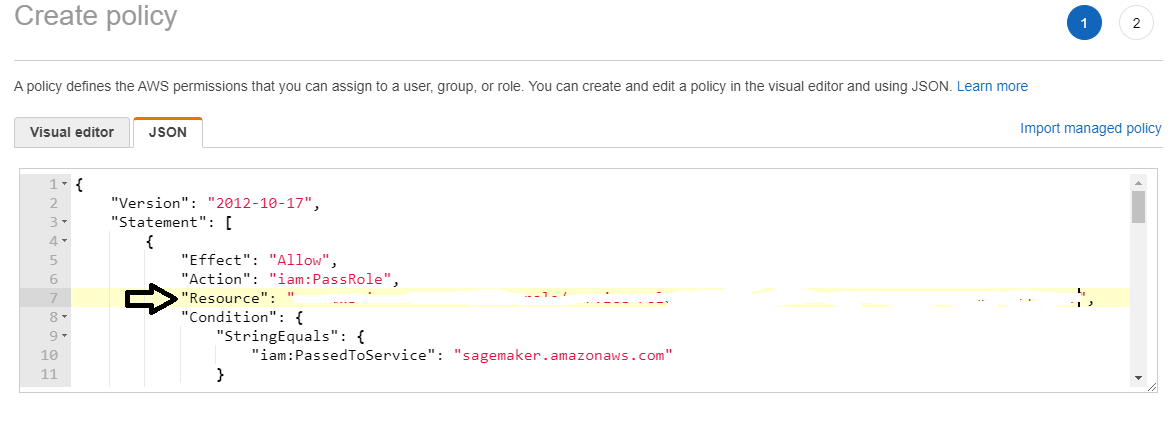 Create policy
1 2
A policy defines the AWS permissions that you can assign to a user, group, or role. You can create and edit a policy in the visual editor and using JSON. Learn more
Visual editor JSON
Import managed policy
1 {
2 "Version": "2012-10-17",
3 "Statement": [
4 {
5 "Effect": "Allow",
6 "Action": "iam:PassRole",
7 "Resource": " ",
8 "Condition": {
9 "StringEquals": {
10 "iam:PassedToService": "sagemaker.amazonaws.com"
11 }